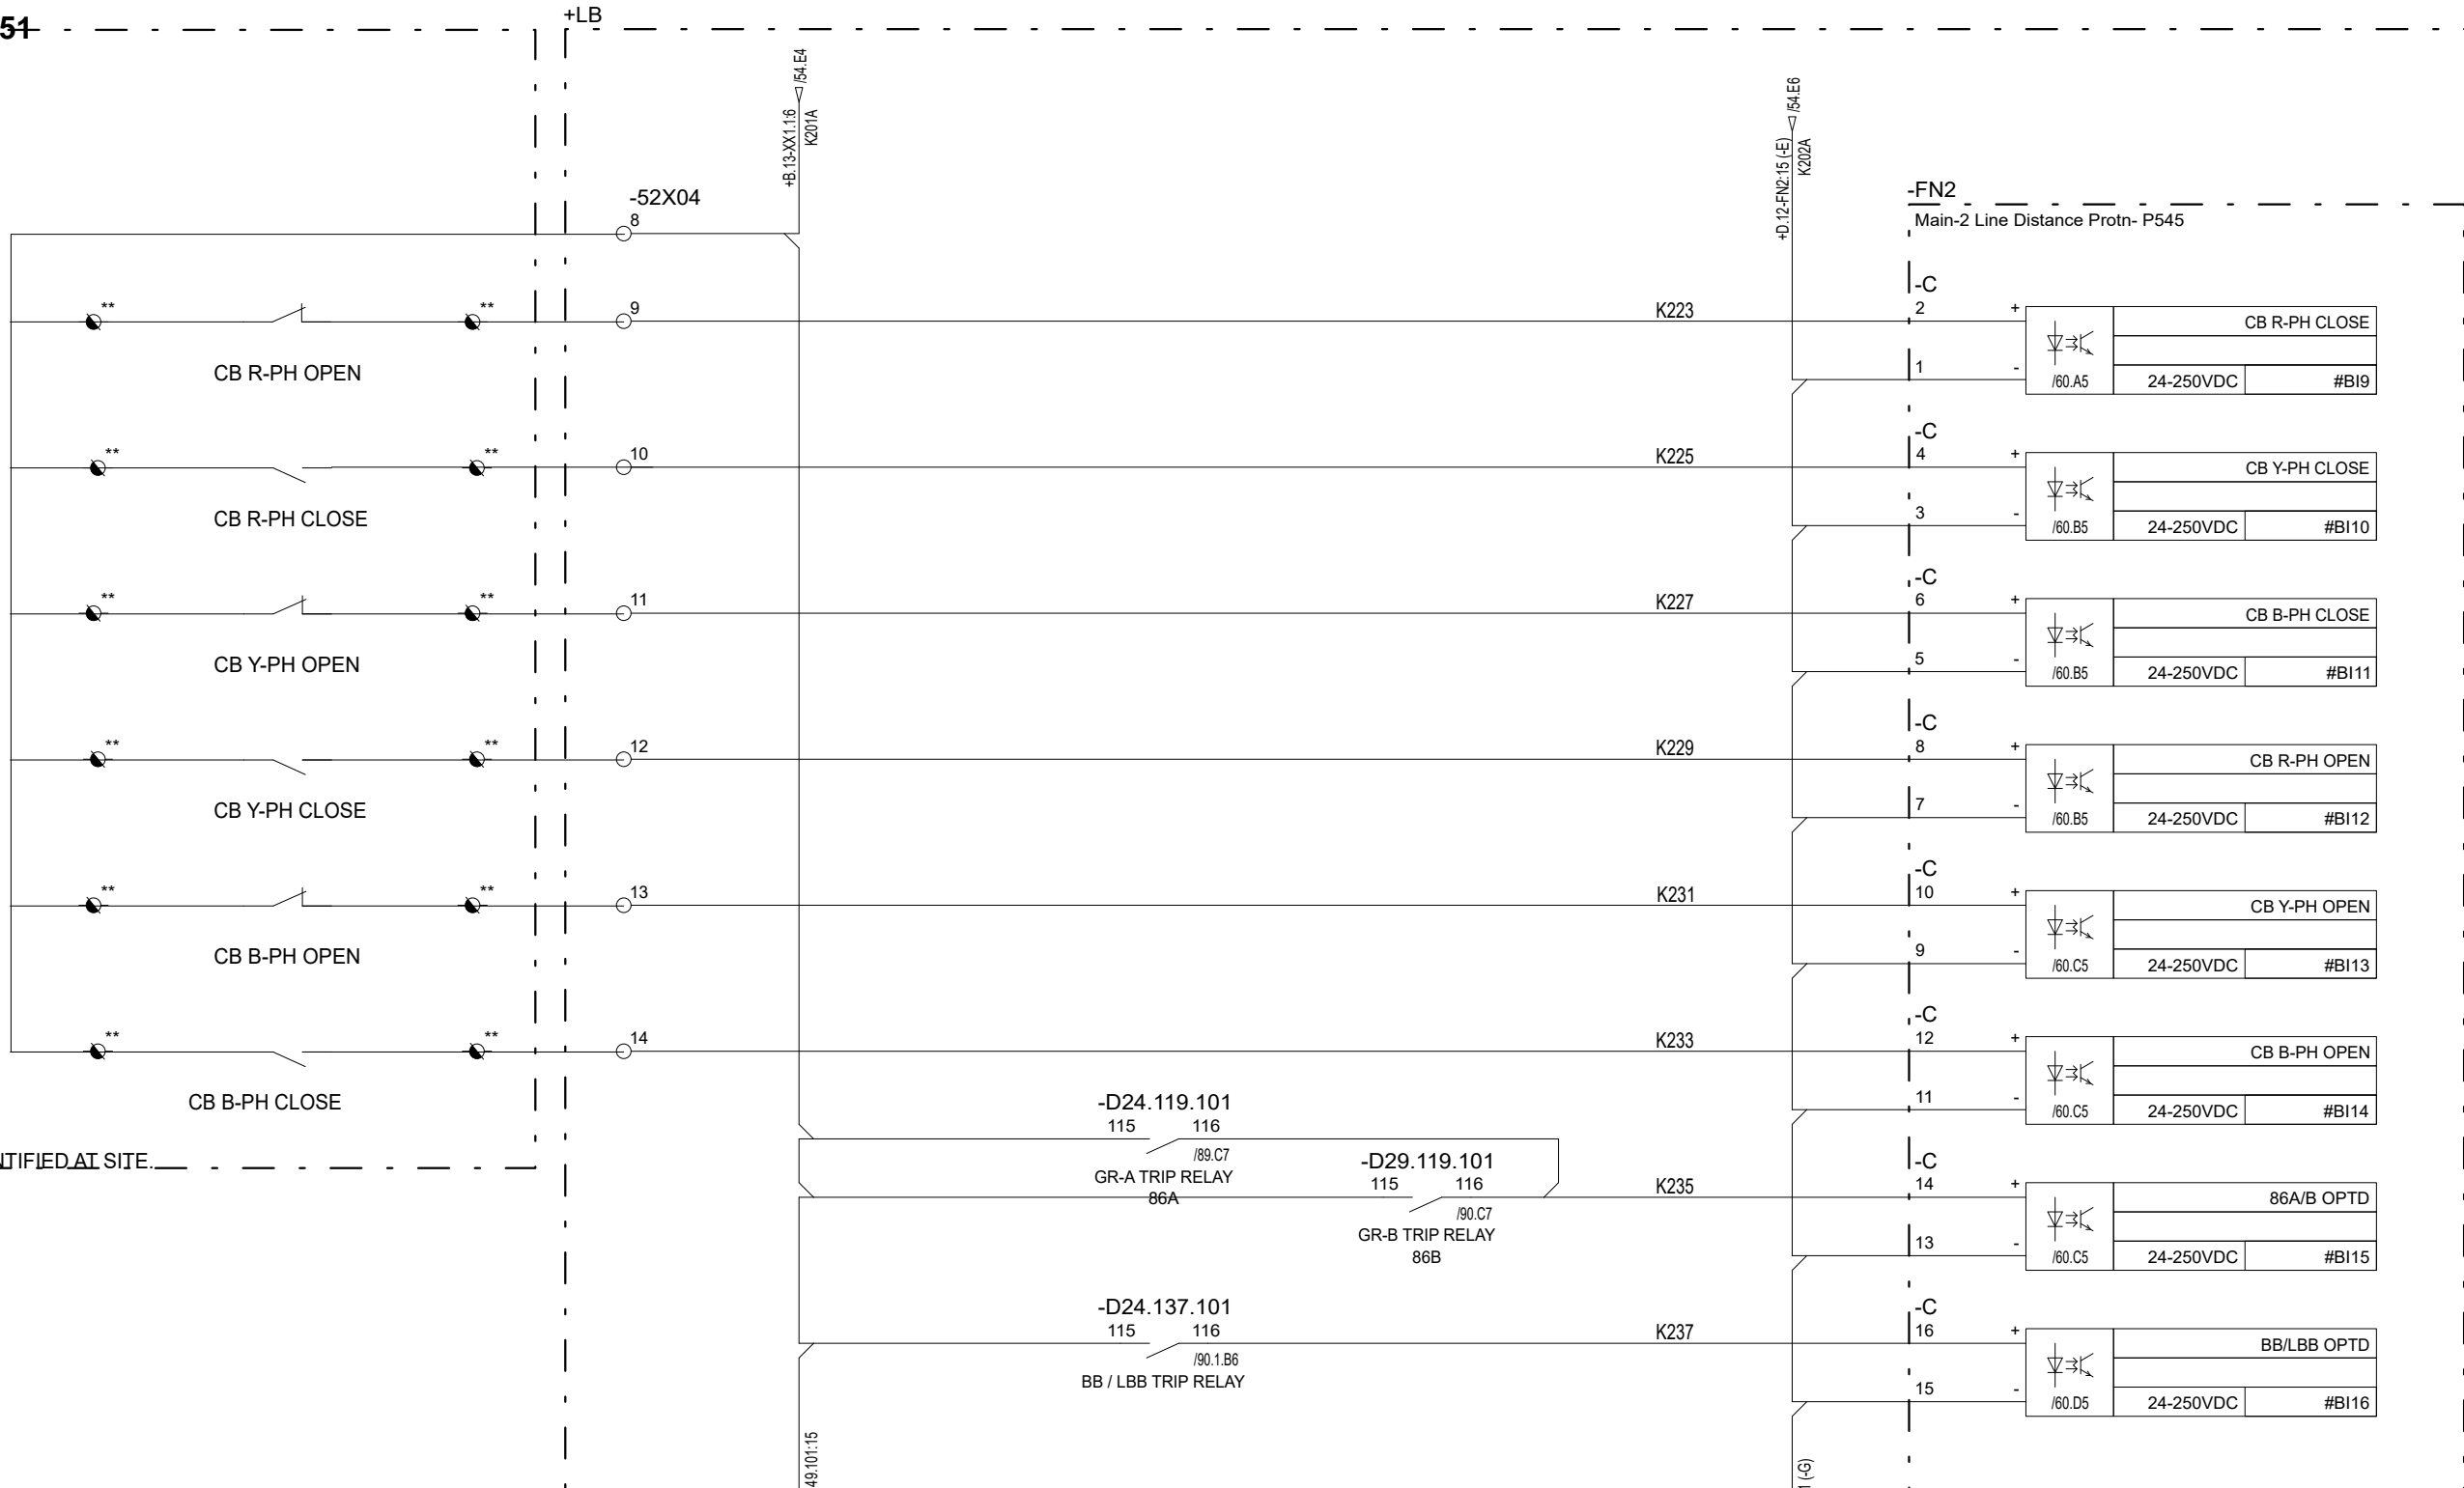 51
+LB
/54.E4
+B.13-XX1.1:6
K201A
/54.E6
+D.12-FN2:15 (-E)
K202A
-52X04
8
-FN2
Main-2 Line Distance Protn- P545
** ** 9 K223
CB R-PH OPEN
-C
2 +
1 -
CB R-PH CLOSE
/60.A5 24-250VDC #BI9
** ** 10 K225
CB R-PH CLOSE
-C
4 +
3 -
CB Y-PH CLOSE
/60.B5 24-250VDC #BI10
** ** 11 K227
CB Y-PH OPEN
-C
6 +
5 -
CB B-PH CLOSE
/60.B5 24-250VDC #BI11
** ** 12 K229
CB Y-PH CLOSE
-C
8 +
7 -
CB R-PH OPEN
/60.B5 24-250VDC #BI12
** ** 13 K231
CB B-PH OPEN
-C
10 +
9 -
CB Y-PH OPEN
/60.C5 24-250VDC #BI13
** ** 14 K233
CB B-PH CLOSE
-C
12 +
11 -
CB B-PH OPEN
/60.C5 24-250VDC #BI14
AT SITE.
-D24.119.101
115 116
/89.C7
GR-A TRIP RELAY
86A
-D29.119.101
115 116
/90.C7
GR-B TRIP RELAY
86B
K235
-C
14 +
13 -
86A/B OPTD
/60.C5 24-250VDC #BI15
-D24.137.101
115 116
/90.1.B6
BB / LBB TRIP RELAY
K237
-C
16 +
15 -
BB/LBB OPTD
/60.D5 24-250VDC #BI16
49.101:15
(-G)